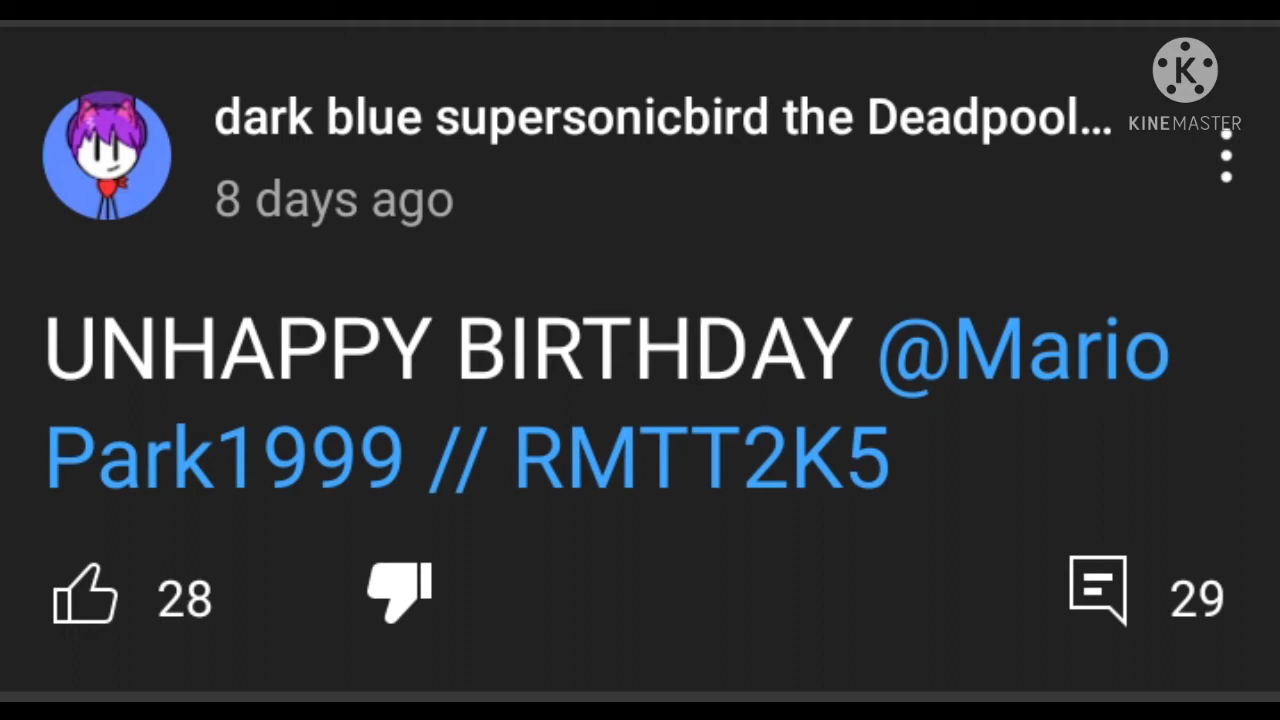 dark blue supersonicbird the Deadpool...
K
KINEMASTER
8 days ago
UNHAPPY BIRTHDAY @Mario
Park1999 // RMTT2K5
28
29